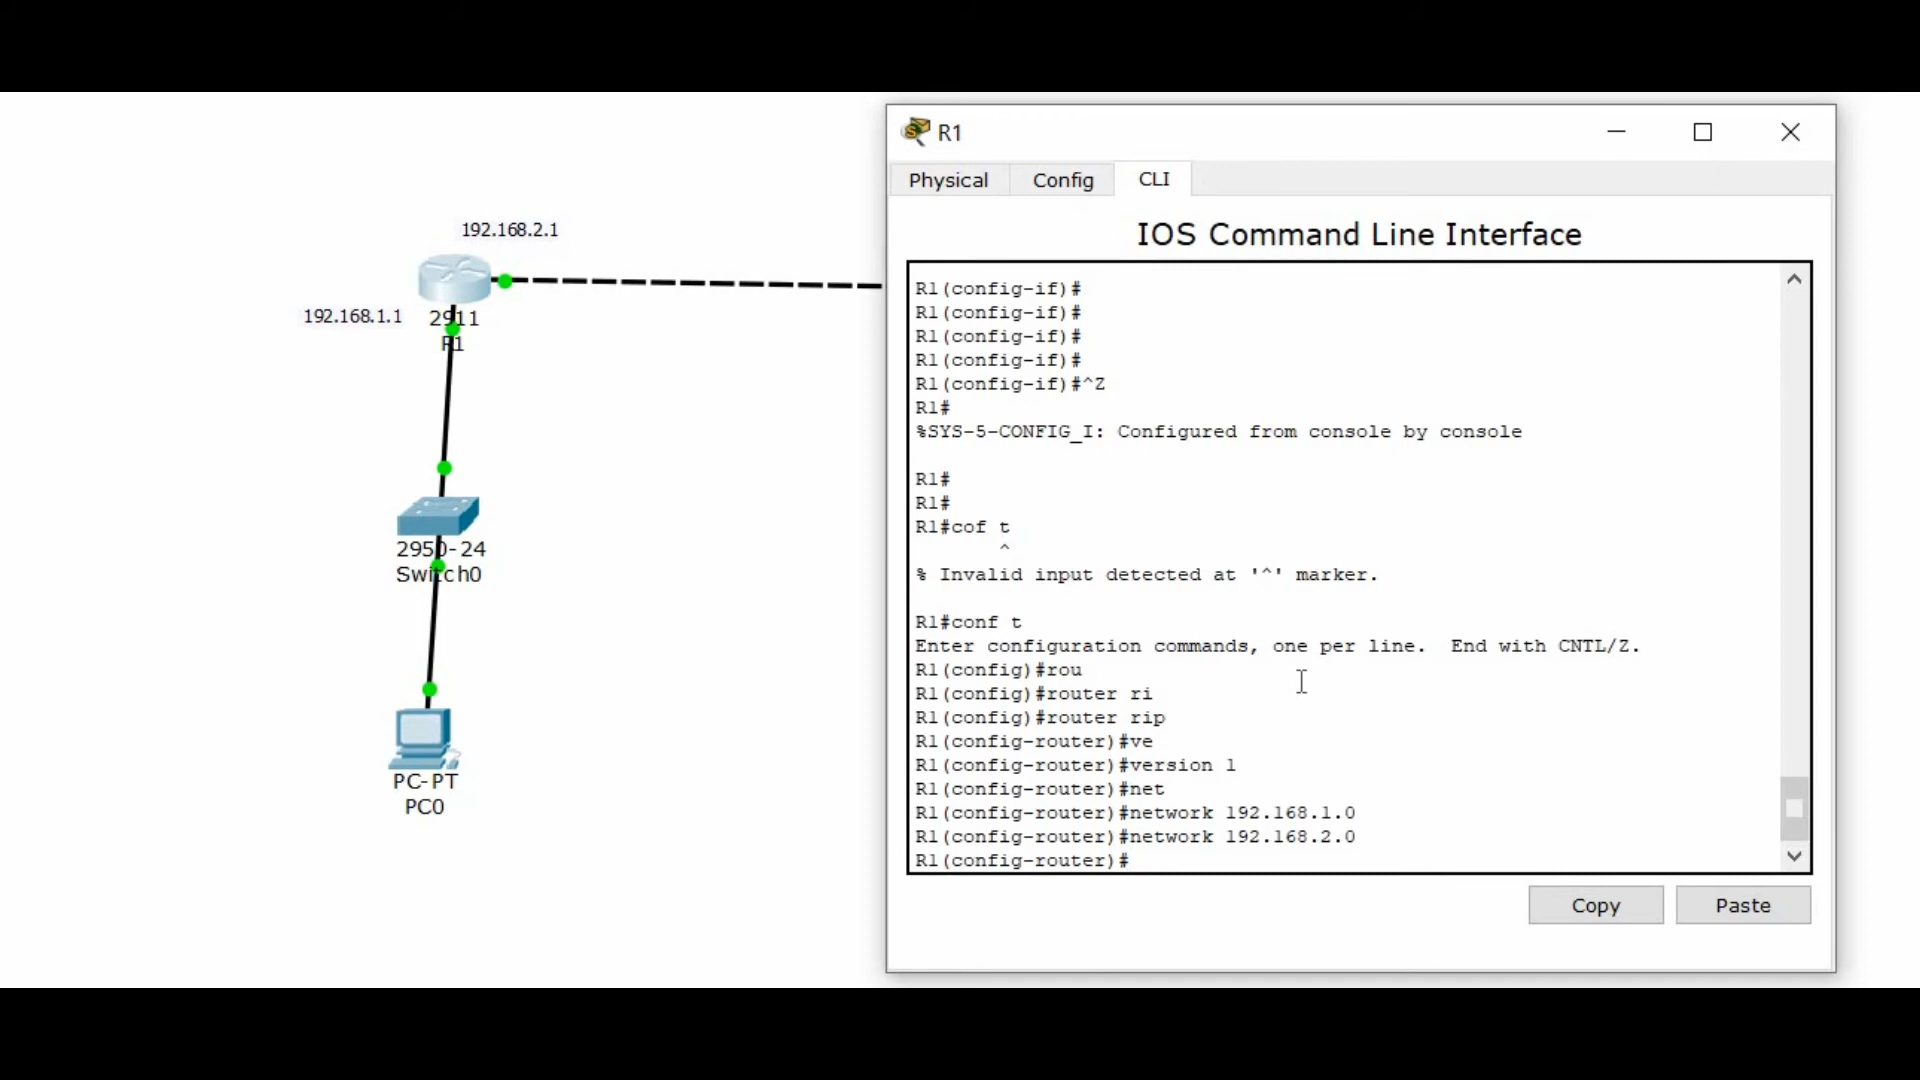 192.168.2.1
192.168.1.1
2911
R1
2950-24
Switch0
PC-PT
PC0
R1
Physical
Config
CLI
IOS Command Line Interface
R1(config-if)#
R1(config-if)#
R1(config-if)#
R1(config-if)#
R1(config-if)#^Z
R1#
%SYS-5-CONFIG_I: Configured from console by console
R1#
R1#
R1#cof t
^
% Invalid input detected at '^' marker.
R1#conf t
Enter configuration commands, one per line.  End with CNTL/Z.
R1(config)#rou
R1(config)#router ri
R1(config)#router rip
R1(config-router)#ve
R1(config-router)#version 1
R1(config-router)#net
R1(config-router)#network 192.168.1.0
R1(config-router)#network 192.168.2.0
R1(config-router)#
Copy
Paste